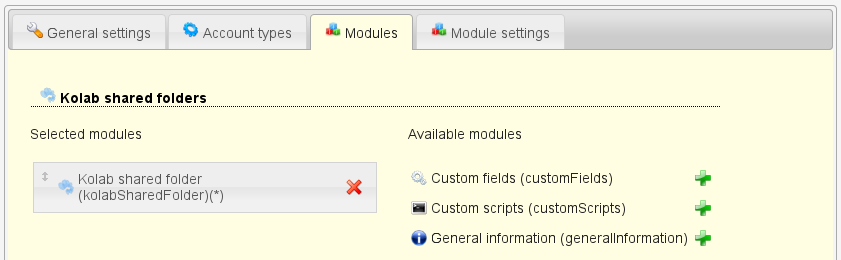 General settings
Account types
Modules
Module settings
Kolab shared folders
Selected modules
Available modules
Kolab shared folder
(kolabSharedFolder)(*)
Custom fields (customFields)
Custom scripts (customScripts)
General information (generalInformation)